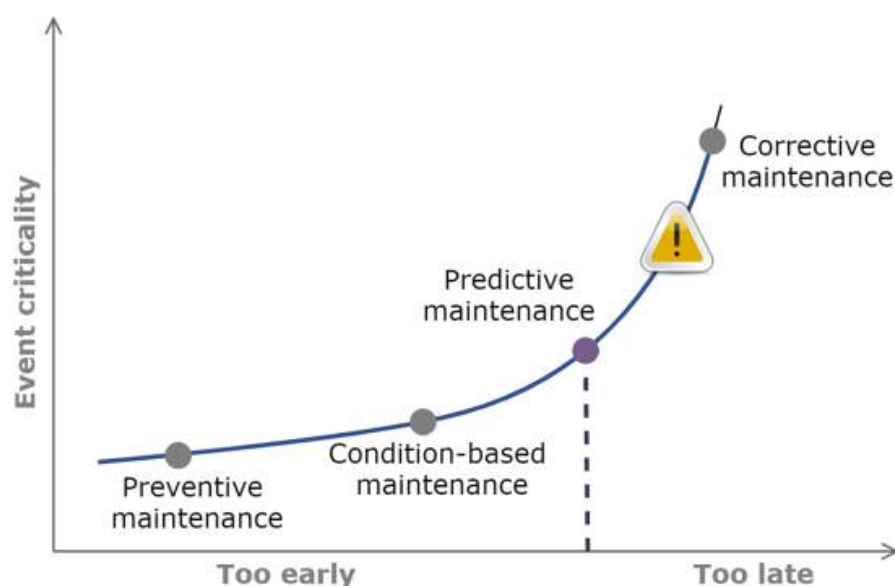 Event criticality
Corrective
maintenance
!
Predictive
maintenance
Condition-based
maintenance
Preventive
maintenance
Too early
Too late